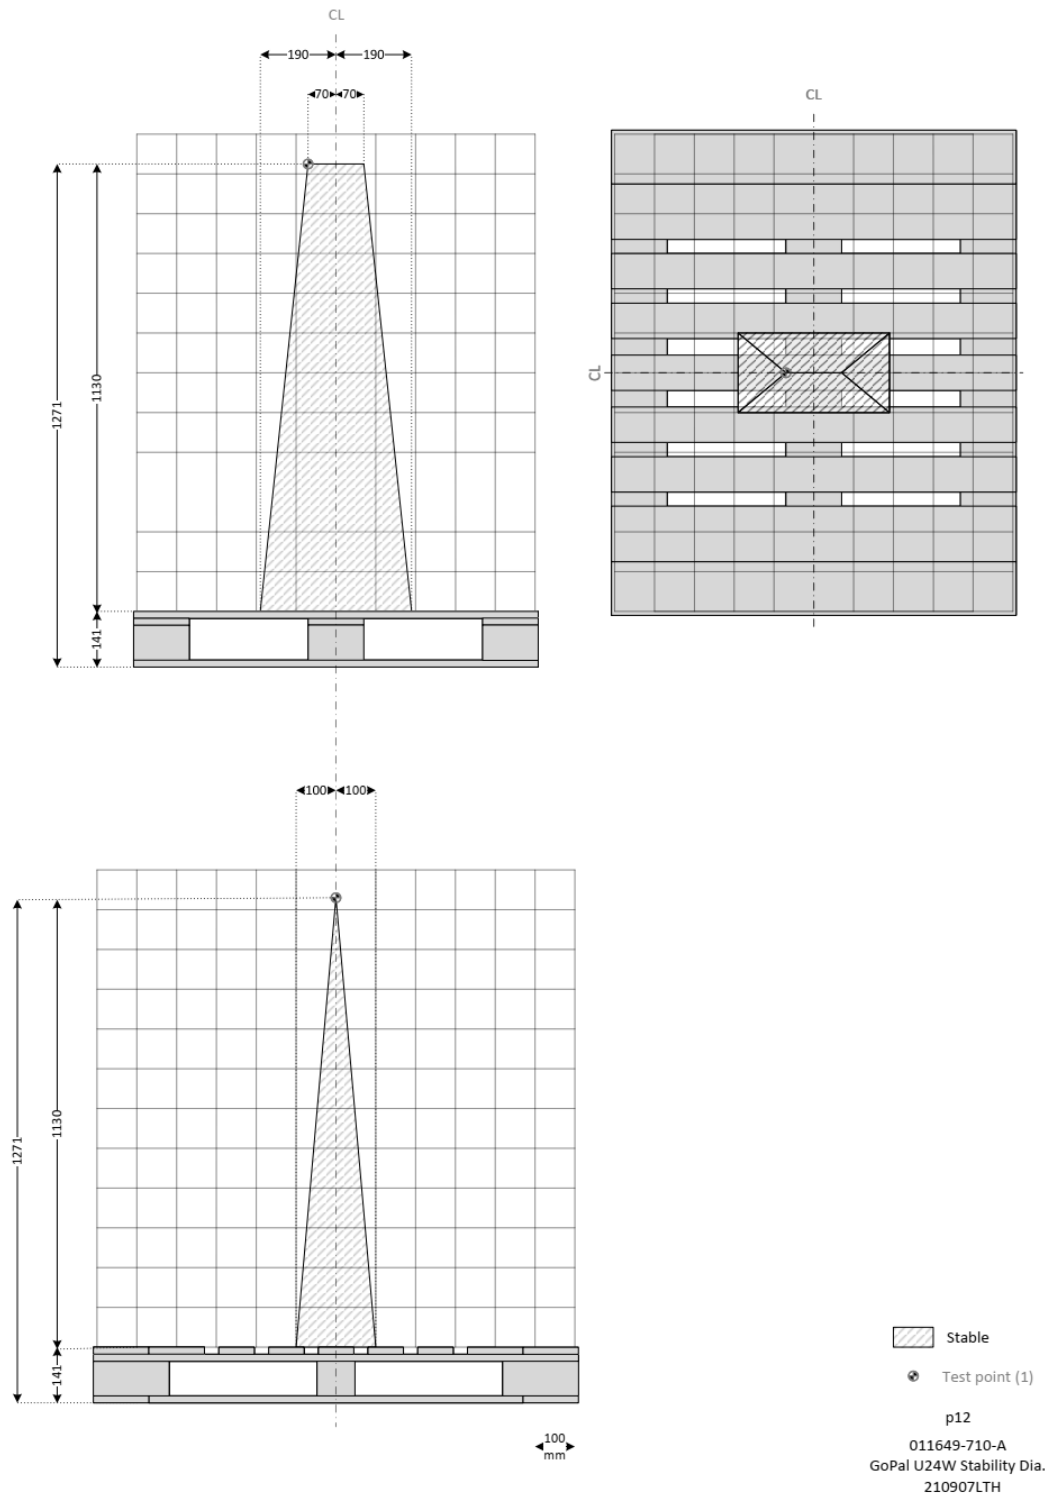 CL
190 190
70 70
1271
1130
141
CL
CL
100 100
1271
1130
141
100
mm
Stable
Test point (1)
p12
011649-710-A
GoPal U24W Stability Dia.
210907LTH